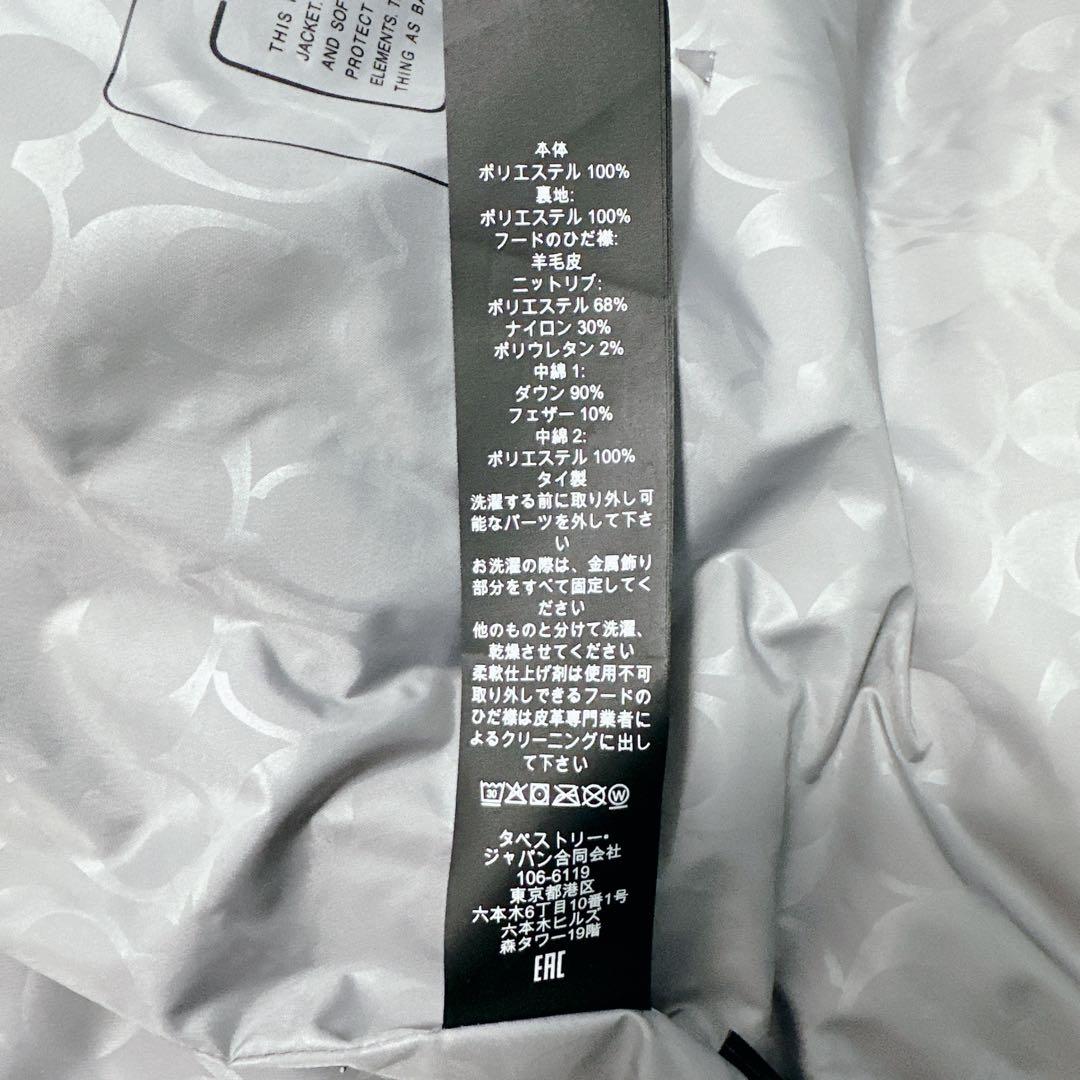 THIS
JACKET.
AND SOF
PROTECT
ELEMENTS. T
THING AS BA
本体
ポリエステル 100%
裏地:
ポリエステル 100%
フードのひだ襟:
羊毛皮
ニットリブ:
ポリエステル 68%
ナイロン 30%
ポリウレタン 2%
中綿 1:
ダウン 90%
フェザー 10%
中綿 2:
ポリエステル 100%
タイ製
洗濯する前に取り外し可
能なパーツを外して下さ
い
お洗濯の際は、金属飾り
部分をすべて固定してく
ださい
他のものと分けて洗濯、
乾燥させてください
柔軟仕上げ剤は使用不可
取り外しできるフードの
ひだ襟は皮革専門業者に
よるクリーニングに出し
て下さい
30 W
タペストリー・
ジャパン合同会社
106-6119
東京都港区
六本木6丁目10番1号
六本木ヒルズ
森タワー19階
EAC